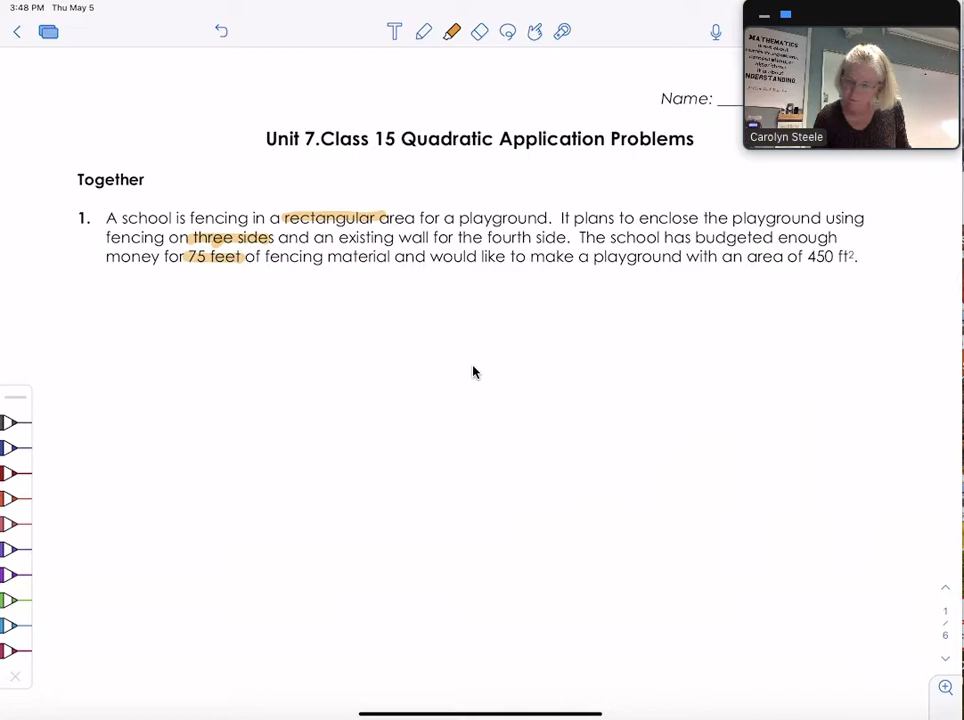 3:48 PM Thu May 5
MATHEMATICS
UNDERSTANDING
Name: ___
Carolyn Steele
Unit 7.Class 15 Quadratic Application Problems
Together
1. A school is fencing in a rectangular area for a playground. It plans to enclose the playground using
fencing on three sides and an existing wall for the fourth side. The school has budgeted enough
money for 75 feet of fencing material and would like to make a playground with an area of 450 ft².
1
/
6